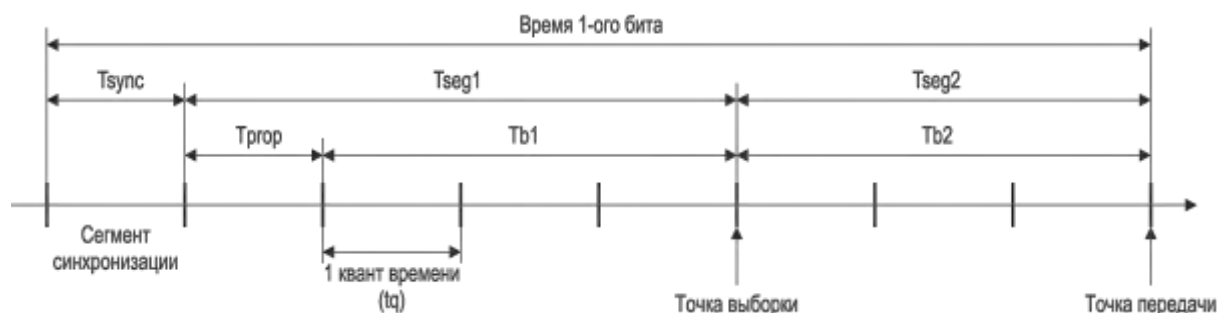 Время 1-ого бита
Tsync Tseg1 Tseg2
Tprop Tb1 Tb2
Сегмент
синхронизации
1 квант времени
(tq)
Точка выборки
Точка передачи